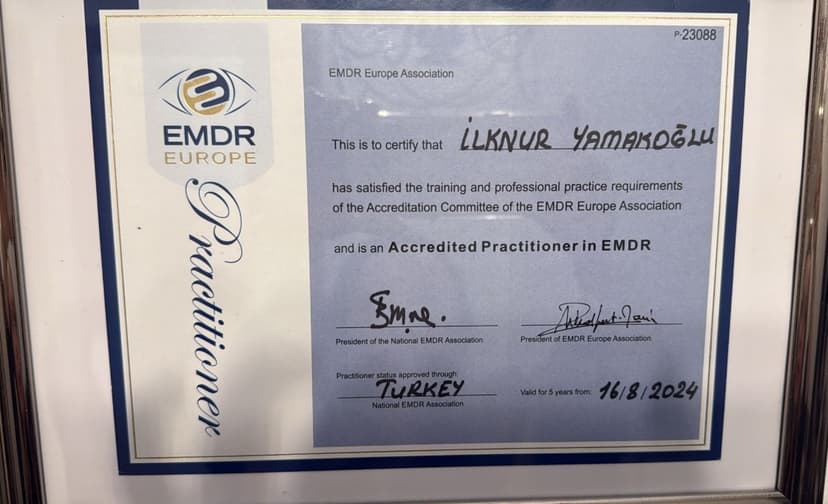 P-23088
EMDR Europe Association
EMDR
EUROPE
Practitioner
This is to certify that İLKNUR YAMAKOĞLU
has satisfied the training and professional practice requirements
of the Accreditation Committee of the EMDR Europe Association
and is an Accredited Practitioner in EMDR
President of the National EMDR Association
President of EMDR Europe Association
Practitioner status approved through:
TURKEY
National EMDR Association
Valid for 5 years from: 16/8/2024